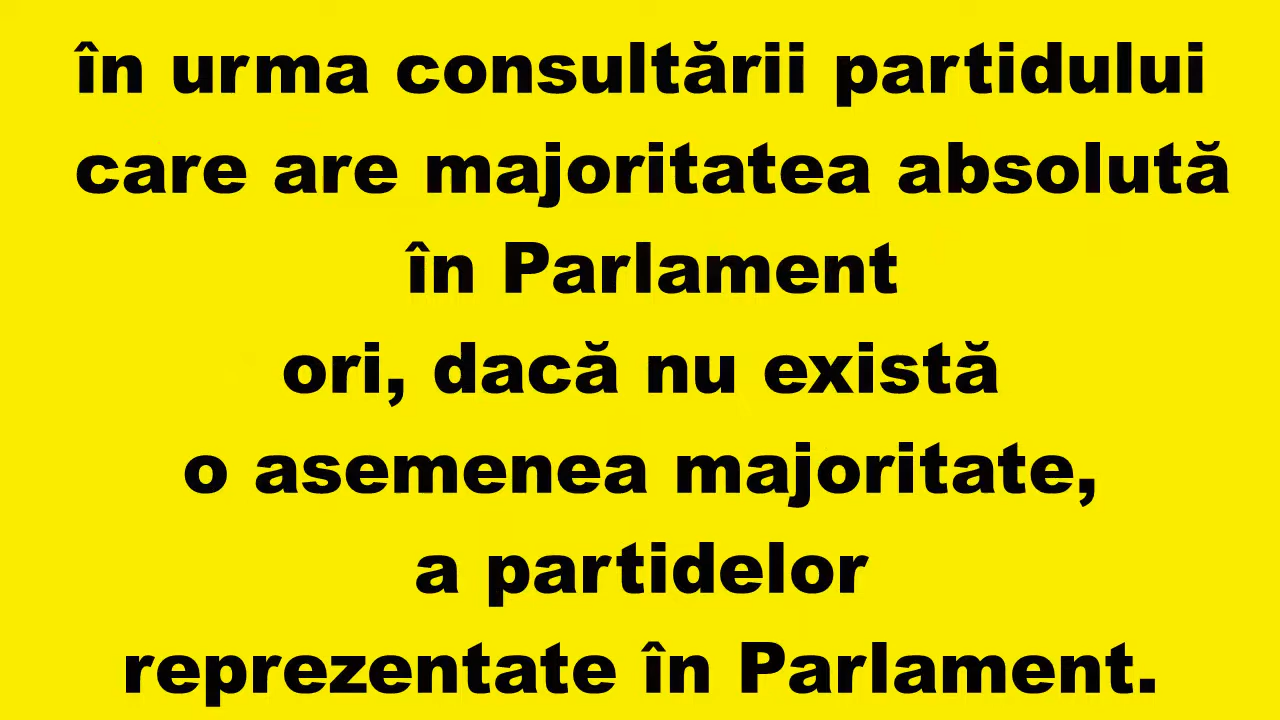 în urma consultării partidului
care are majoritatea absolută
în Parlament
ori, dacă nu există
o asemenea majoritate,
a partidelor
reprezentate în Parlament.